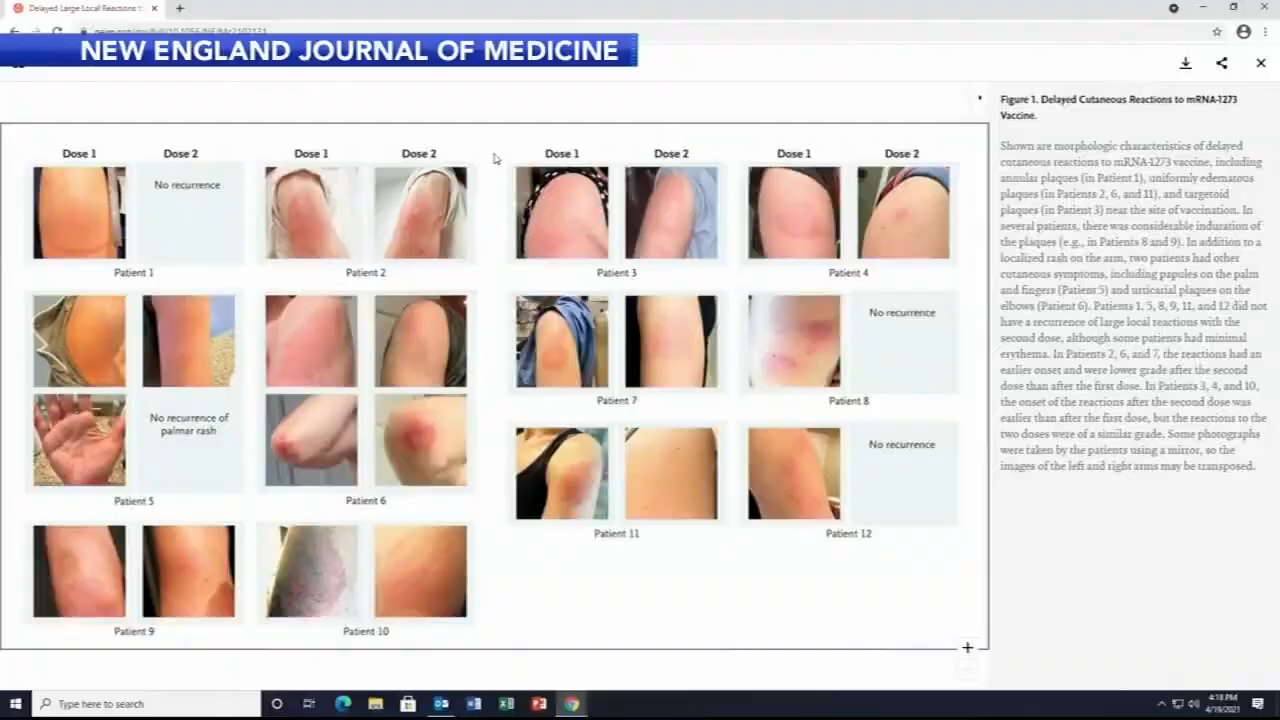 Delayed Large Local Reactions t
NEW ENGLAND JOURNAL OF MEDICINE
Figure 1. Delayed Cutaneous Reactions to mRNA-1273
Vaccine.
Shown are morphologic characteristics of delayed
cutaneous reactions to mRNA-1273 vaccine, including
annular plaques (in Patient 1), uniformly edematous
plaques (in Patients 2, 6, and 11), and targetoid
plaques (in Patient 3) near the site of vaccination. In
several patients, there was considerable induration of
the plaques (e.g., in Patients 8 and 9). In addition to a
localized rash on the arm, two patients had other
cutaneous symptoms, including papules on the palm
and fingers (Patient 5) and urticarial plaques on the
elbows (Patient 6). Patients 1, 5, 8, 9, 11, and 12 did not
have a recurrence of large local reactions with the
second dose, although some patients had minimal
erythema. In Patients 2, 6, and 7, the reactions had an
earlier onset and were lower grade after the second
dose than after the first dose. In Patients 3, 4, and 10,
the onset of the reactions after the second dose was
earlier than after the first dose, but the reactions to the
two doses were of a similar grade. Some photographs
were taken by the patients using a mirror, so the
images of the left and right arms may be transposed.
Dose 1 Dose 2 Dose 1 Dose 2 Dose 1 Dose 2 Dose 1 Dose 2
No recurrence
Patient 1 Patient 2 Patient 3 Patient 4
No recurrence
Patient 7 Patient 8
No recurrence of
palmar rash
No recurrence
Patient 5 Patient 6
Patient 11 Patient 12
Patient 9 Patient 10
Type here to search
4:18 PM
4/19/2021